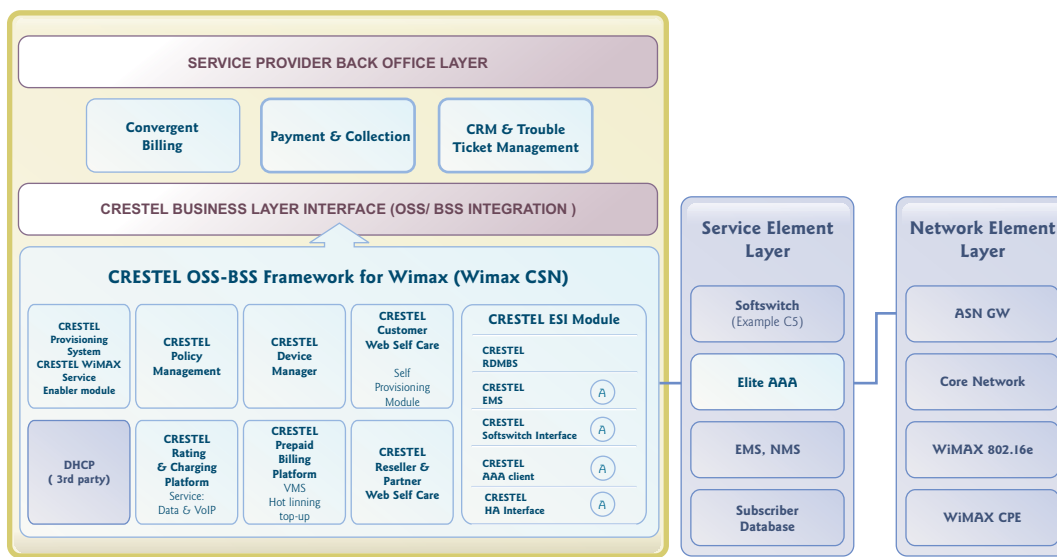 SERVICE PROVIDER BACK OFFICE LAYER
Convergent
Billing
Payment & Collection
CRM & Trouble
Ticket Management
CRESTEL BUSINESS LAYER INTERFACE (OSS/ BSS INTEGRATION )
CRESTEL OSS-BSS Framework for Wimax (Wimax CSN)
CRESTEL
Provisioning
System
CRESTEL WiMAX
Service
Enabler module
CRESTEL
Policy
Management
CRESTEL
Device
Manager
CRESTEL
Customer
Web Self Care
Self
Provisioning
Module
DHCP
( 3rd party)
CRESTEL
Rating
& Charging
Platform
Service:
Data & VoIP
CRESTEL
Prepaid
Billing
Platform
VMS
Hot linning
top-up
CRESTEL
Reseller &
Partner
Web Self Care
CRESTEL ESI Module
CRESTEL
RDMBS
CRESTEL
EMS
A
CRESTEL
Softswitch Interface
A
CRESTEL
AAA client
A
CRESTEL
HA Interface
A
Service Element
Layer
Softswitch
(Example C5)
Elite AAA
EMS, NMS
Subscriber
Database
Network Element
Layer
ASN GW
Core Network
WiMAX 802.16e
WiMAX CPE